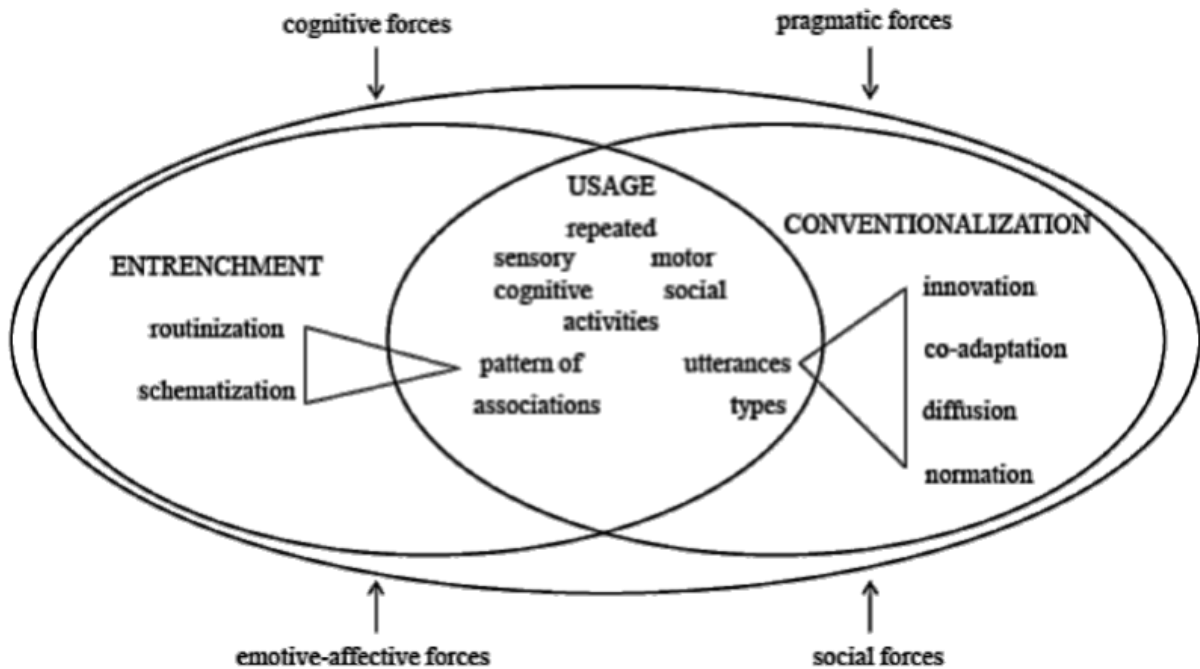 cognitive forces
pragmatic forces
USAGE
repeated
sensory motor
cognitive social
activities
pattern of utterances
associations types
ENTRENCHMENT
routinization
schematization
CONVENTIONALIZATION
innovation
co-adaptation
diffusion
normation
emotive-affective forces
social forces